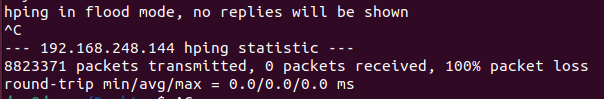 hping in flood mode, no replies will be shown
^C
--- 192.168.248.144 hping statistic ---
8823371 packets transmitted, 0 packets received, 100% packet loss
round-trip min/avg/max = 0.0/0.0/0.0 ms